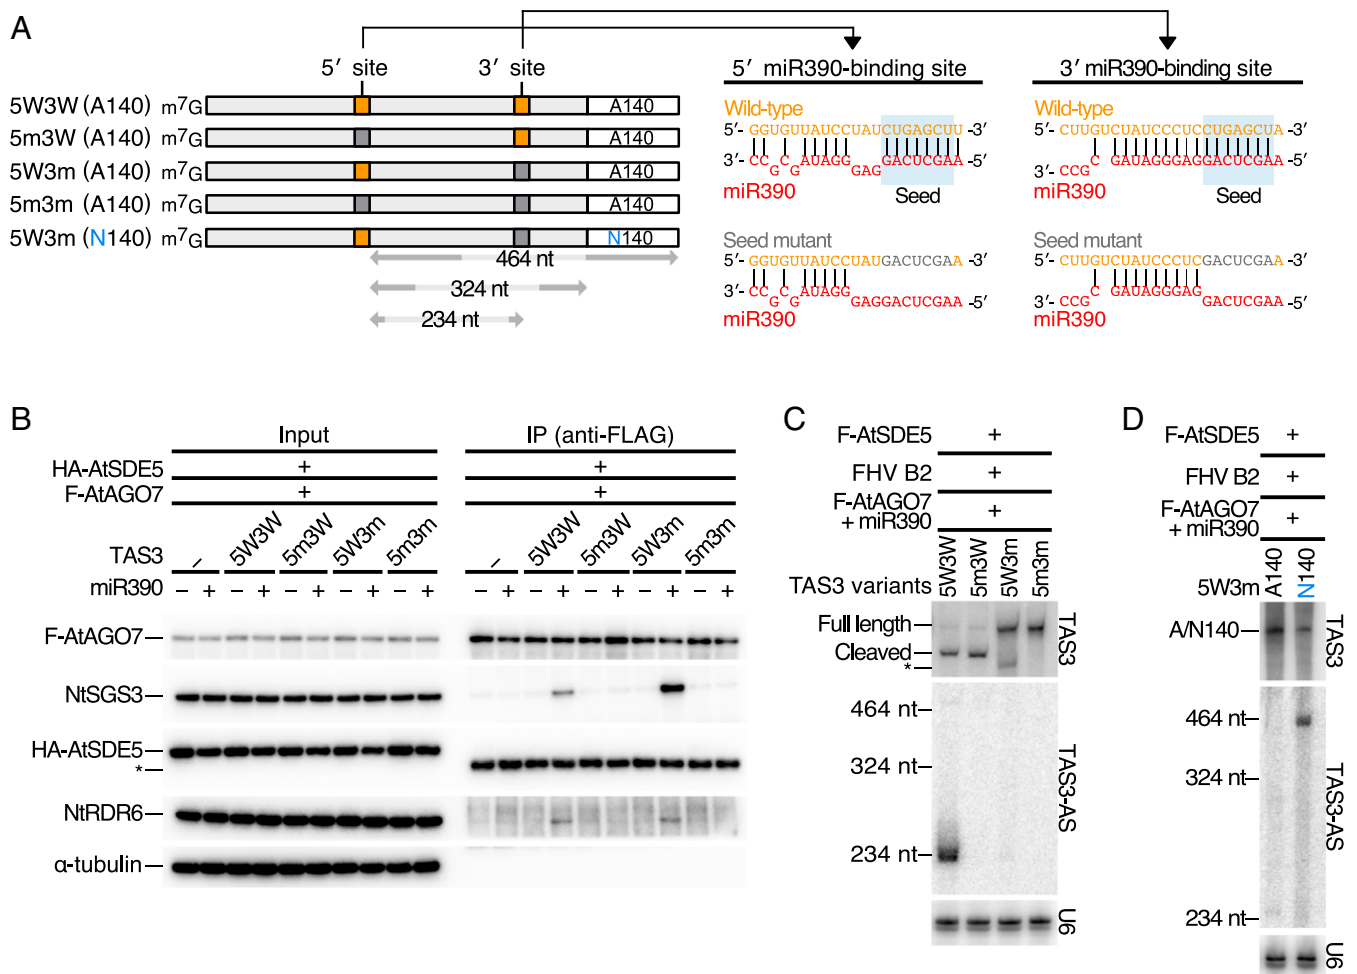 A
5′ site
3′ site
5W3W (A140) m⁷G
A140
5m3W (A140) m⁷G
A140
5W3m (A140) m⁷G
A140
5m3m (A140) m⁷G
A140
5W3m (N140) m⁷G
N140
464 nt
324 nt
234 nt
5′ miR390-binding site
Wild-type
5′- GGUGUUAUCCUAUCUGAGCUU -3′
3′- CC G C G AUAGG GAG GACUCGAA -5′
miR390
Seed
Seed mutant
5′- GGUGUUAUCCUAUGACUCGAA -3′
3′- CC G C G AUAGG GAGGACUCGAA -5′
miR390
3′ miR390-binding site
Wild-type
5′- CUUGUCUAUCCCUCCUGAGCUA -3′
3′- CCG C GAUAGGGAGGACUCGAA -5′
miR390
Seed
Seed mutant
5′- CUUGUCUAUCCCUCGACUCGAA -3′
3′- CCG C GAUAGGGAG GACUCGAA -5′
miR390
B
Input
IP (anti-FLAG)
HA-AtSDE5 + +
F-AtAGO7 + +
TAS3 – 5W3W 5m3W 5W3m 5m3m – 5W3W 5m3W 5W3m 5m3m
miR390 – + – + – + – + – + – + – + – + – + – +
F-AtAGO7
NtSGS3
HA-AtSDE5
*
NtRDR6
α-tubulin
C
F-AtSDE5 +
FHV B2 +
F-AtAGO7
+ miR390 +
TAS3 variants 5W3W 5m3W 5W3m 5m3m
Full length
Cleaved
*
TAS3
464 nt
324 nt
234 nt
TAS3-AS
U6
D
F-AtSDE5 +
FHV B2 +
F-AtAGO7
+ miR390 +
5W3m A140 N140
A/N140
TAS3
464 nt
324 nt
234 nt
TAS3-AS
U6